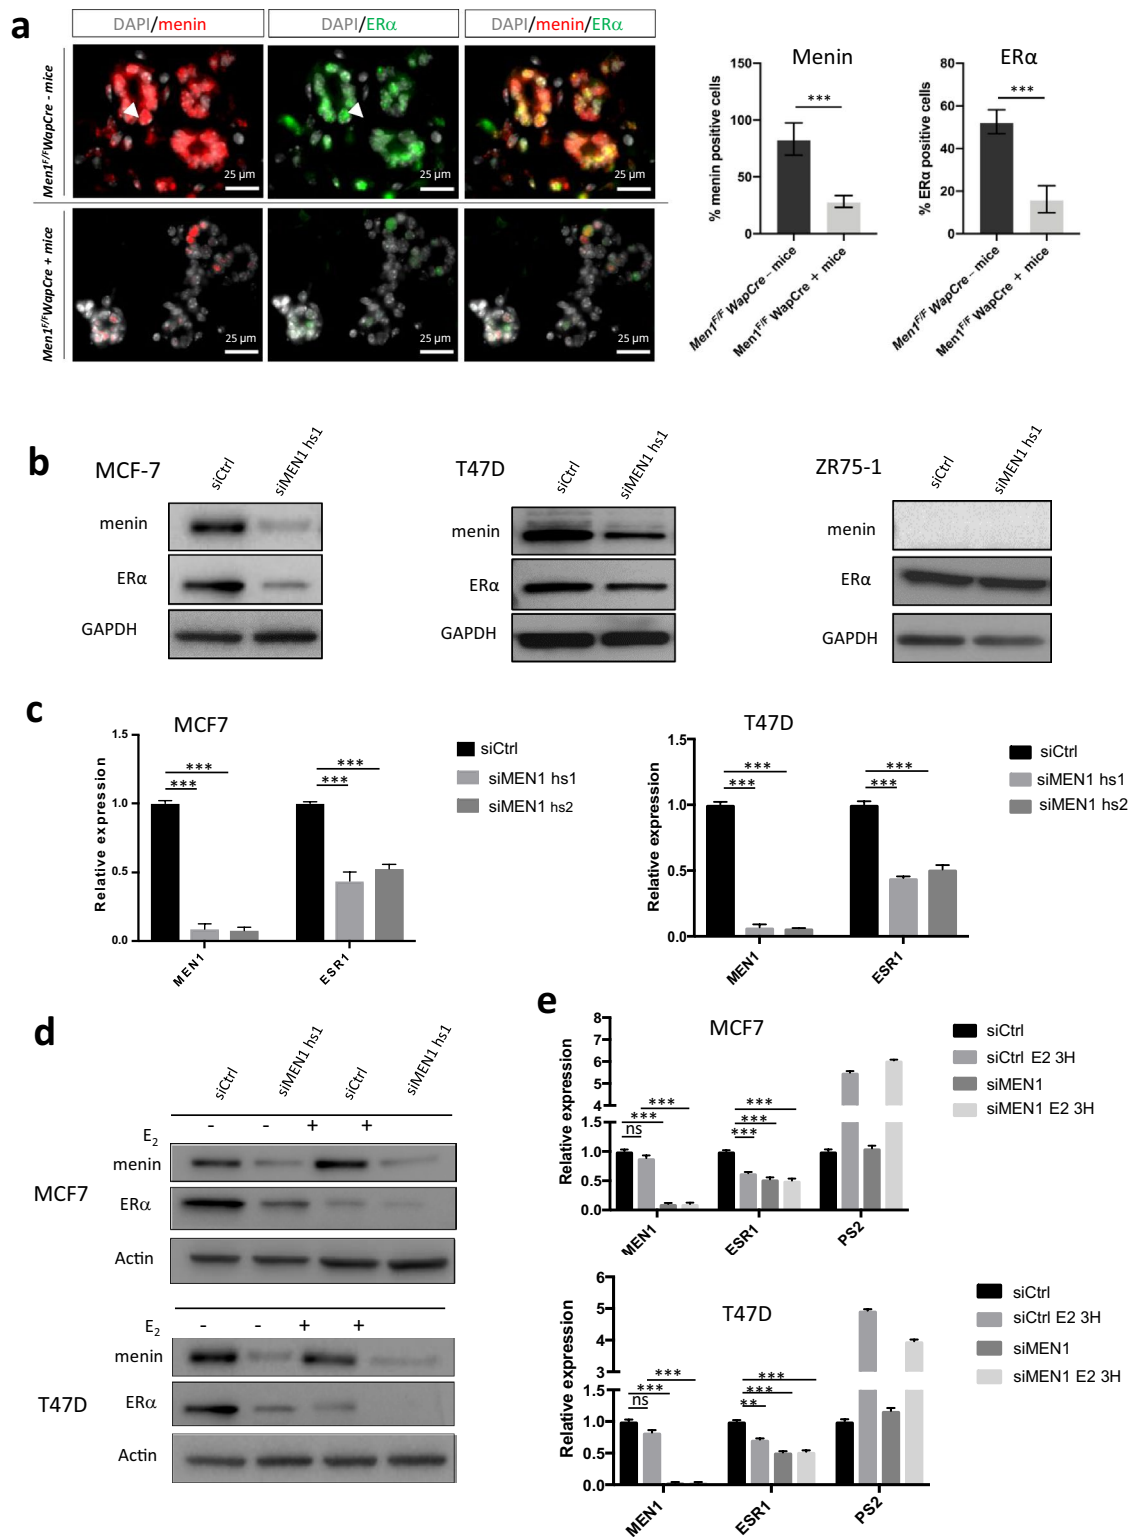 a
DAPI/menin
DAPI/ERα
DAPI/menin/ERα
Men1F/FWapCre - mice
25 µm
25 µm
25 µm
Men1F/FWapCre + mice
25 µm
25 µm
25 µm
Menin
% menin positive cells
150
100
50
0
***
Men1F/F WapCre – mice
Men1F/F WapCre + mice
ERα
% ERα positive cells
80
60
40
20
0
***
Men1F/F WapCre – mice
Men1F/F WapCre + mice
b
MCF-7
siCtrl
siMEN1 hs1
menin
ERα
GAPDH
T47D
siCtrl
siMEN1 hs1
menin
ERα
GAPDH
ZR75-1
siCtrl
siMEN1 hs1
menin
ERα
GAPDH
c
MCF7
Relative expression
1.5
1.0
0.5
0.0
***
***
***
***
MEN1
ESR1
siCtrl
siMEN1 hs1
siMEN1 hs2
T47D
Relative expression
1.5
1.0
0.5
0.0
***
***
***
***
MEN1
ESR1
siCtrl
siMEN1 hs1
siMEN1 hs2
d
siCtrl
siMEN1 hs1
siCtrl
siMEN1 hs1
E2 - - + +
MCF7
menin
ERα
Actin
E2 - - + +
T47D
menin
ERα
Actin
e
MCF7
Relative expression
8
7
6
5
4
1.5
1.0
0.5
0.0
***
***
ns
***
***
***
MEN1
ESR1
PS2
siCtrl
siCtrl E2 3H
siMEN1
siMEN1 E2 3H
T47D
Relative expression
6
5
4
3
1.5
1.0
0.5
0.0
***
***
ns
***
***
**
MEN1
ESR1
PS2
siCtrl
siCtrl E2 3H
siMEN1
siMEN1 E2 3H